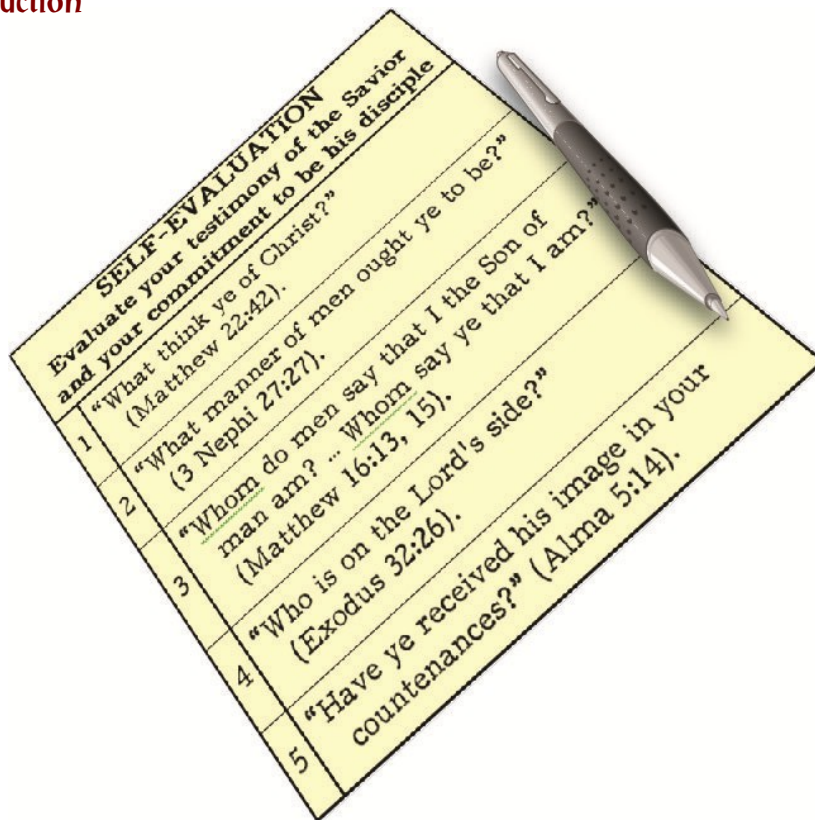 SELF-EVALUATION
Evaluate your testimony of the Savior
and your commitment to be his disciple
1 “What think ye of Christ?”
(Matthew 22:42).
2 “What manner of men ought ye to be?”
(3 Nephi 27:27).
3 “Whom do men say that I the Son of
man am? ... Whom say ye that I am?”
(Matthew 16:13, 15).
4 “Who is on the Lord's side?”
(Exodus 32:26).
5 “Have ye received his image in your
countenances?” (Alma 5:14).